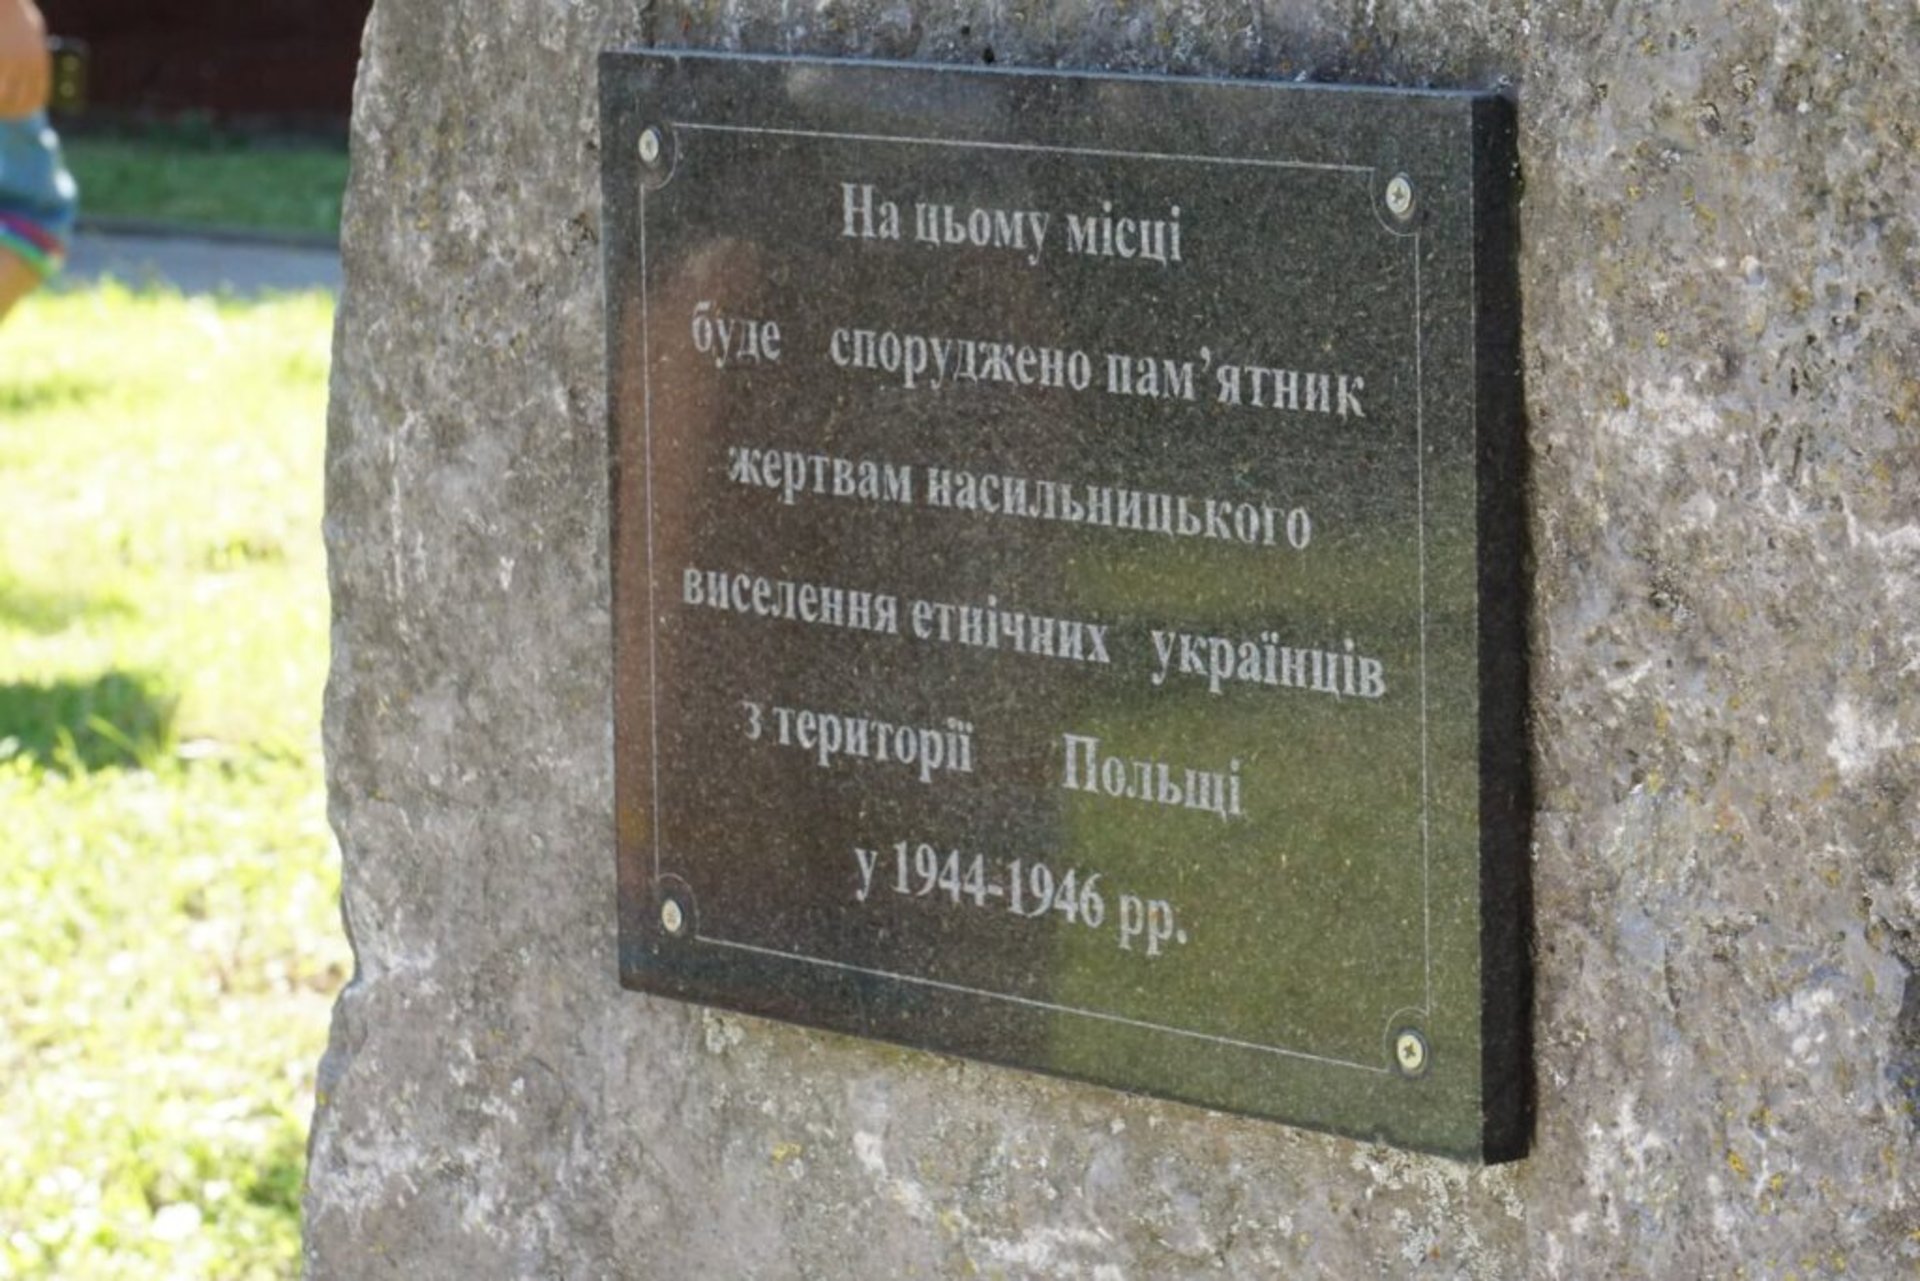 На цьому місці
буде споруджено пам’ятник
жертвам насильницького
виселення етнічних українців
з території Польщі
у 1944-1946 рр.